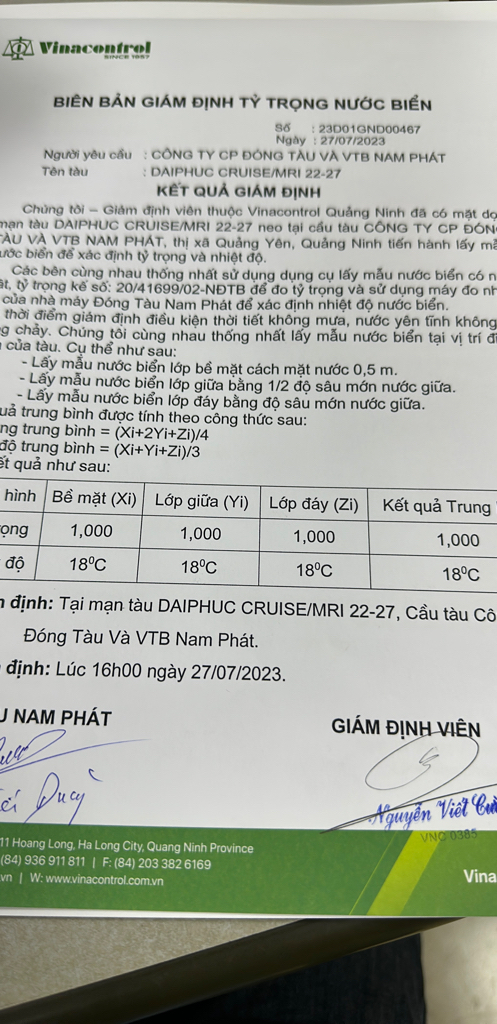 Vinacontrol
SINCE 1957
BIÊN BẢN GIÁM ĐỊNH TỶ TRỌNG NƯỚC BIỂN
Số : 23D01GND00467
Ngày : 27/07/2023
Người yêu cầu : CÔNG TY CP ĐÓNG TÀU VÀ VTB NAM PHÁT
Tên tàu : DAIPHUC CRUISE/MRI 22-27
KẾT QUẢ GIÁM ĐỊNH
Chúng tôi – Giám định viên thuộc Vinacontrol Quảng Ninh đã có mặt dọ
mạn tàu DAIPHUC CRUISE/MRI 22-27 neo tại cầu tàu CÔNG TY CP ĐÓN
TÀU VÀ VTB NAM PHÁT, thị xã Quảng Yên, Quảng Ninh tiến hành lấy mẫ
ước biển để xác định tỷ trọng và nhiệt độ.
Các bên cùng nhau thống nhất sử dụng dụng cụ lấy mẫu nước biển có n
ật, tỷ trọng kế số: 20/41699/02-NĐTB để đo tỷ trọng và sử dụng máy đo nh
của nhà máy Đóng Tàu Nam Phát để xác định nhiệt độ nước biển.
thời điểm giám định điều kiện thời tiết không mưa, nước yên tĩnh không
g chảy. Chúng tôi cùng nhau thống nhất lấy mẫu nước biển tại vị trí đi
của tàu. Cụ thể như sau:
- Lấy mẫu nước biển lớp bề mặt cách mặt nước 0,5 m.
- Lấy mẫu nước biển lớp giữa bằng 1/2 độ sâu mớn nước giữa.
- Lấy mẫu nước biển lớp đáy bằng độ sâu mớn nước giữa.
uả trung bình được tính theo công thức sau:
ng trung bình = (Xi+2Yi+Zi)/4
độ trung bình = (Xi+Yi+Zi)/3
ết quả như sau:
hình Bề mặt (Xi) Lớp giữa (Yi) Lớp đáy (Zi) Kết quả Trung
ọng 1,000 1,000 1,000 1,000
độ 18⁰C 18⁰C 18⁰C 18⁰C
n định: Tại mạn tàu DAIPHUC CRUISE/MRI 22-27, Cầu tàu Cô
Đóng Tàu Và VTB Nam Phát.
định: Lúc 16h00 ngày 27/07/2023.
U NAM PHÁT
GIÁM ĐỊNH VIÊN
Duy
Nguyễn Viết Cườ
VNC 0385
11 Hoang Long, Ha Long City, Quang Ninh Province
(84) 936 911 811 | F: (84) 203 382 6169
vn | W: www.vinacontrol.com.vn
Vina